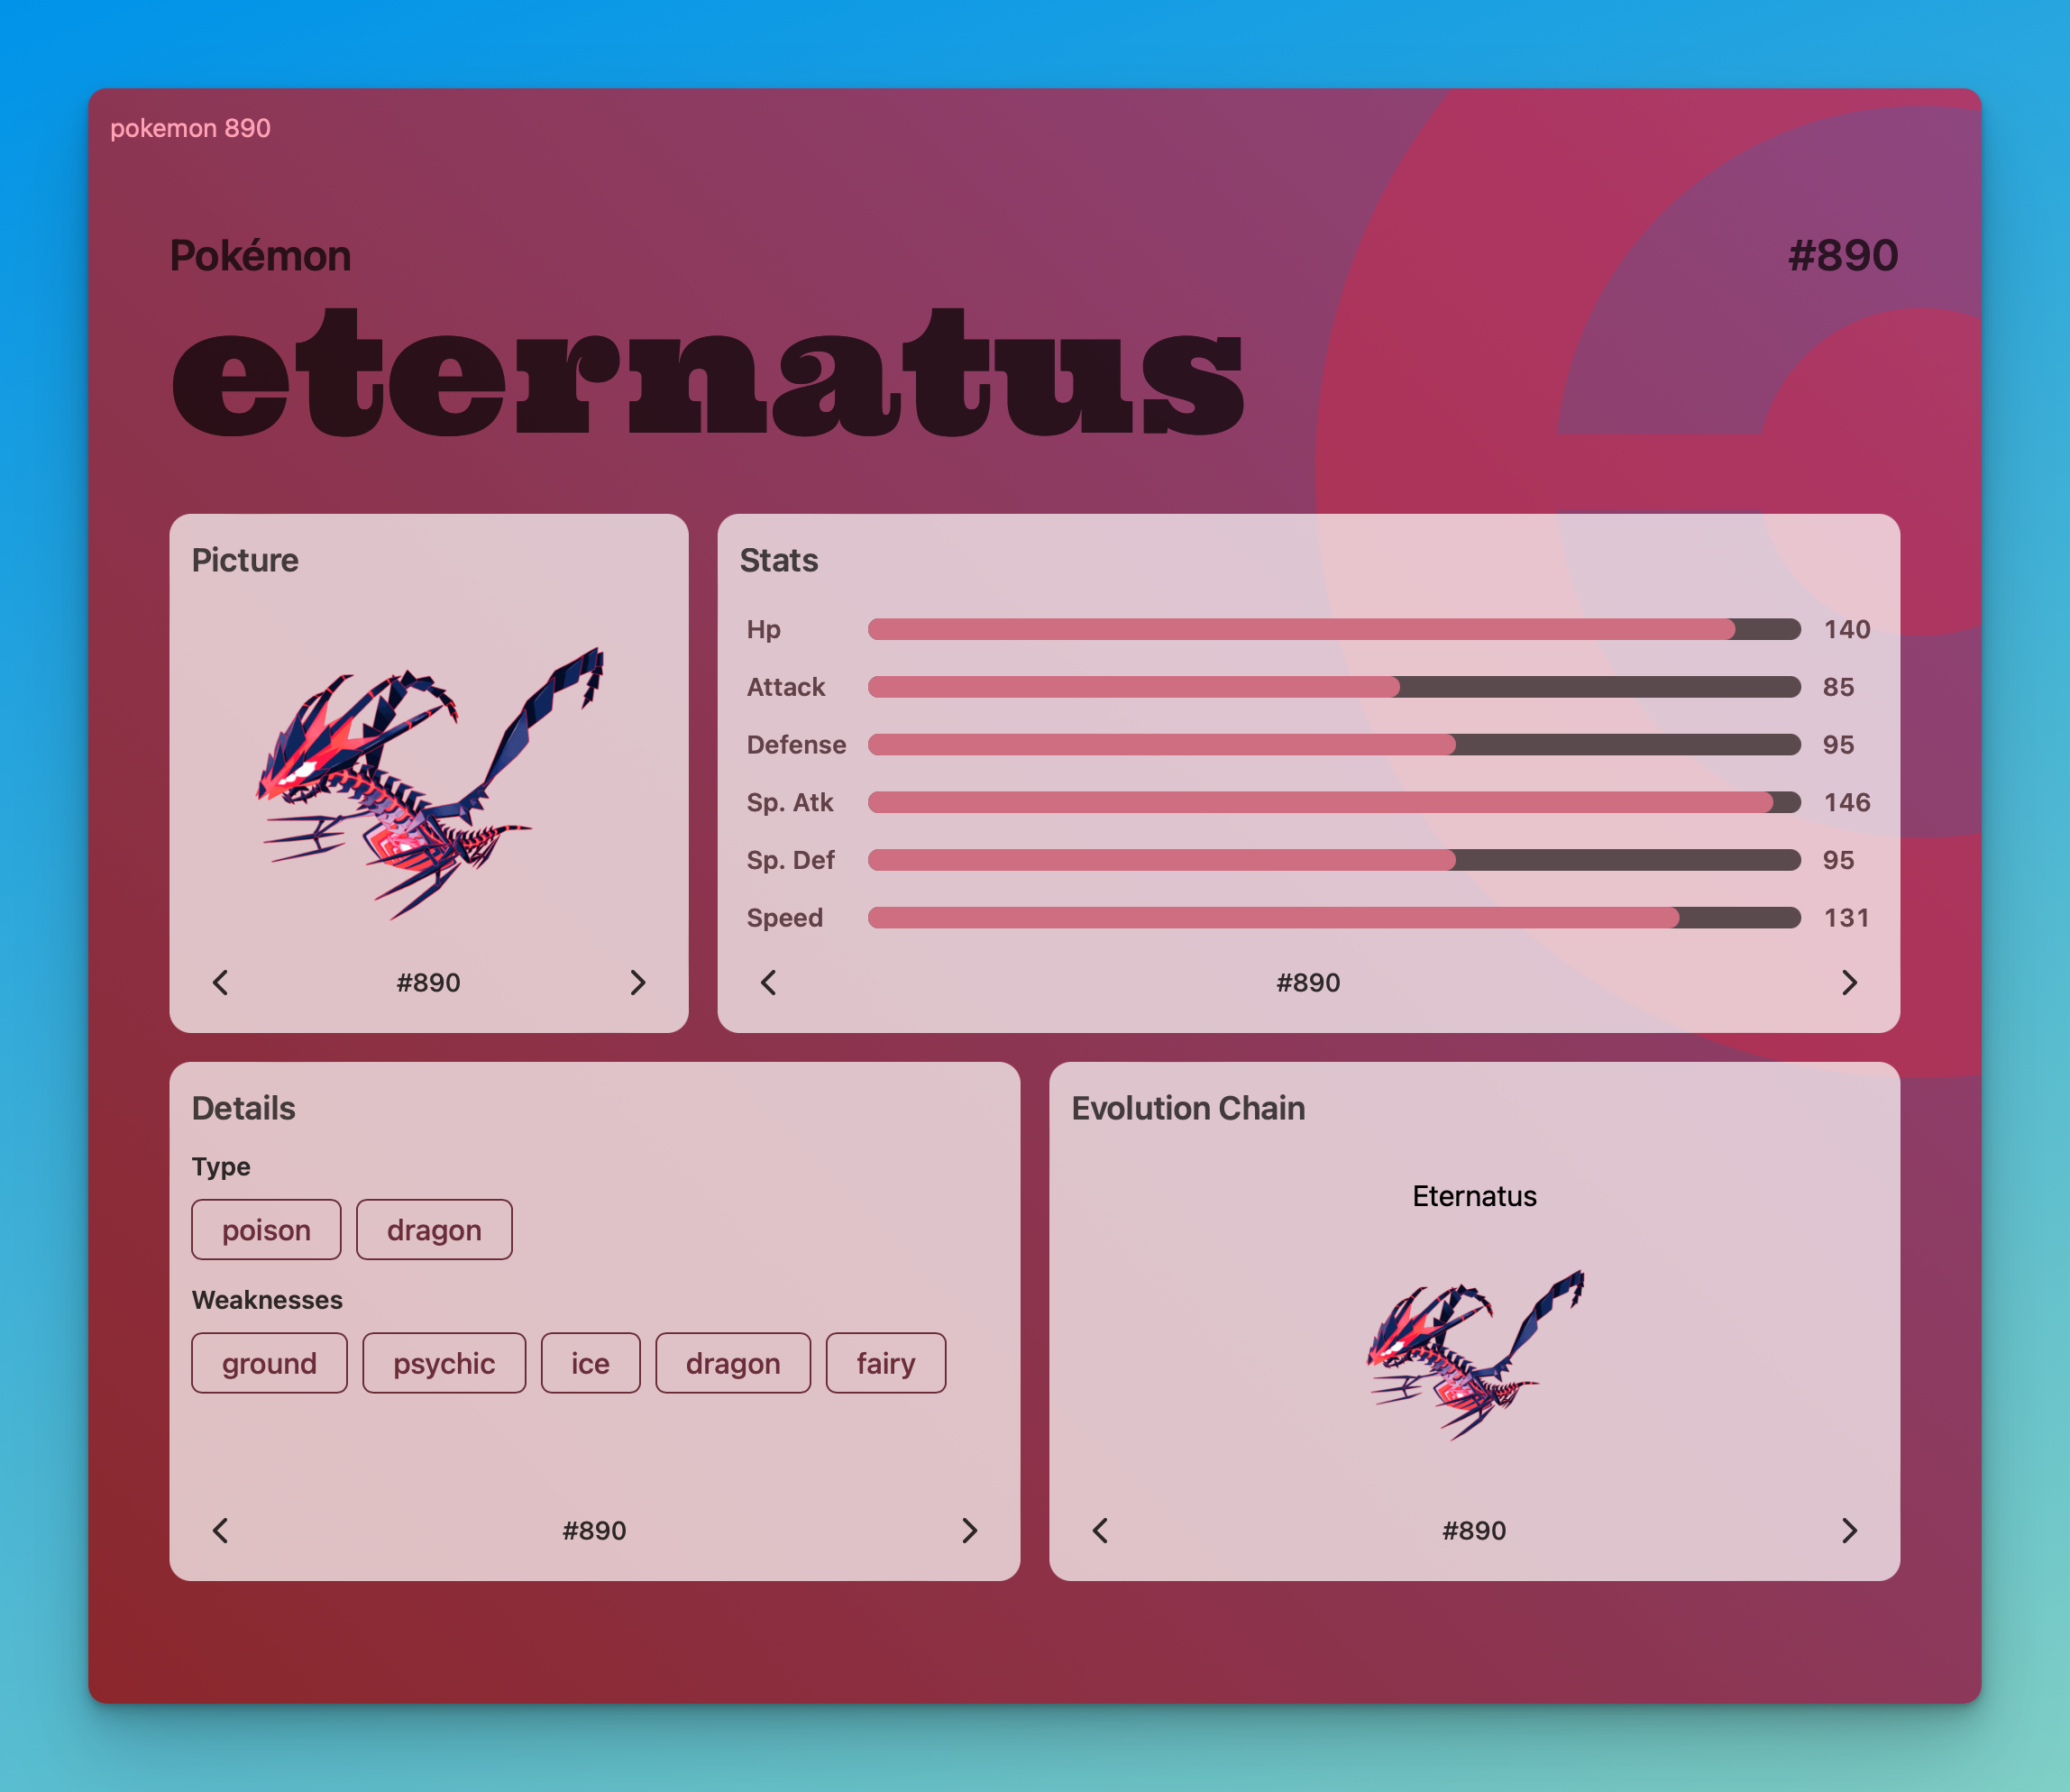 pokemon 890
Pokémon #890
eternatus
Picture
#890
Stats
Hp 140
Attack 85
Defense 95
Sp. Atk 146
Sp. Def 95
Speed 131
#890
Details
Type
poison dragon
Weaknesses
ground psychic ice dragon fairy
#890
Evolution Chain
Eternatus
#890